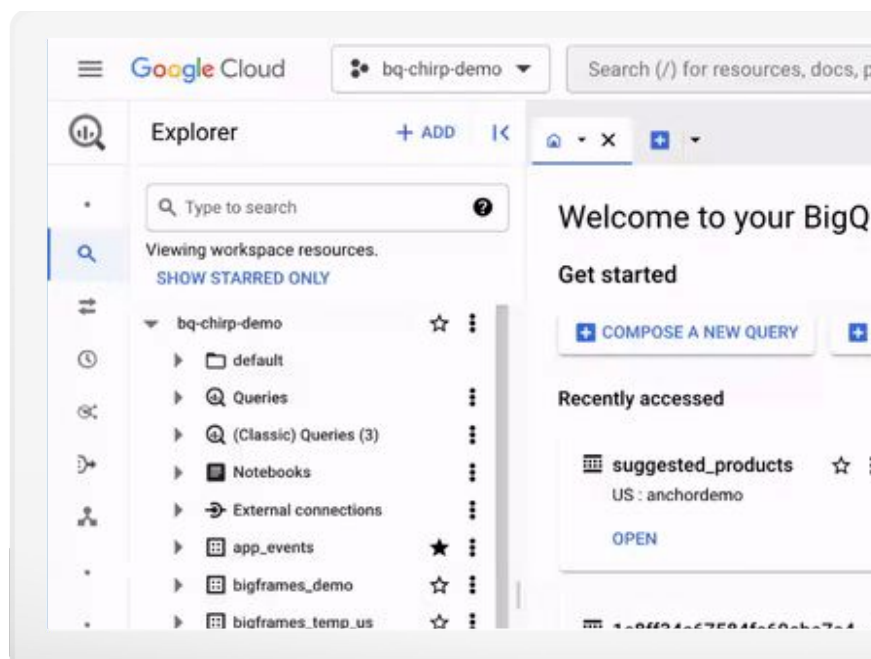 Google Cloud
bq-chirp-demo
Search (/) for resources, docs, p
Explorer
+ ADD
Type to search
Viewing workspace resources.
SHOW STARRED ONLY
bq-chirp-demo
default
Queries
(Classic) Queries (3)
Notebooks
External connections
app_events
bigframes_demo
bigframes_temp_us
Welcome to your BigQ
Get started
COMPOSE A NEW QUERY
Recently accessed
suggested_products
US : anchordemo
OPEN